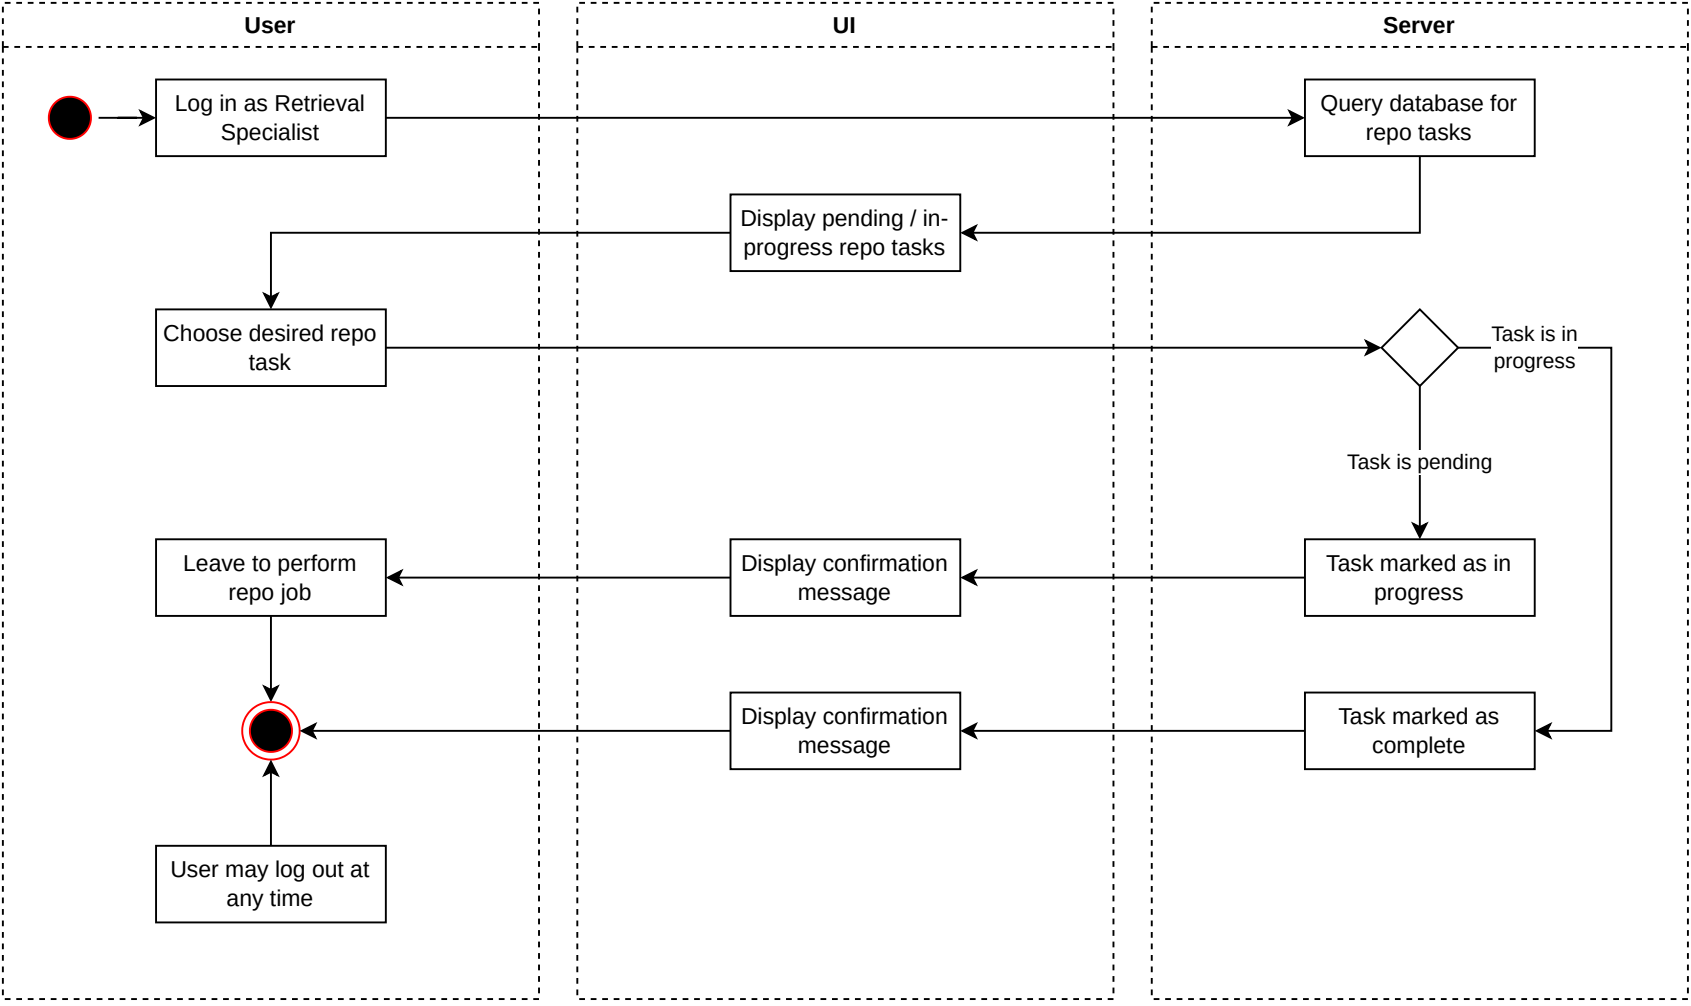 User
UI
Server
Log in as Retrieval
Specialist
Query database for
repo tasks
Display pending / in-
progress repo tasks
Choose desired repo
task
Task is in
progress
Task is pending
Leave to perform
repo job
Display confirmation
message
Task marked as in
progress
Display confirmation
message
Task marked as
complete
User may log out at
any time